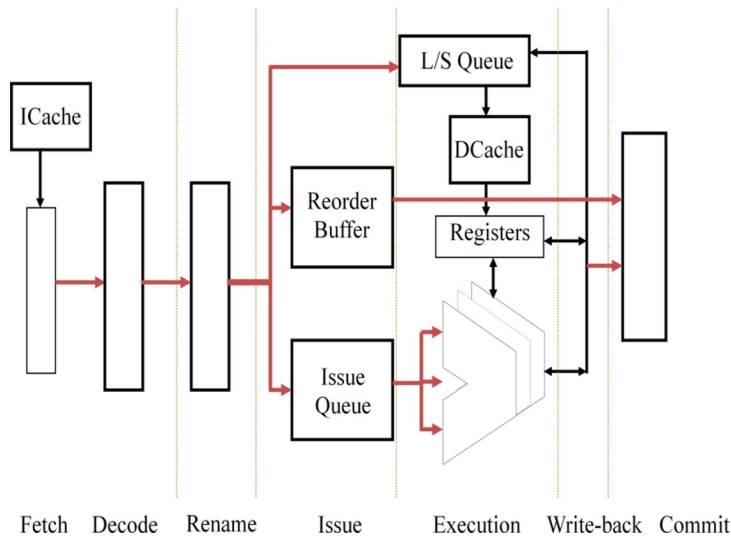 L/S Queue
ICache
DCache
Reorder
Buffer
Registers
Issue
Queue
Fetch Decode Rename Issue Execution Write-back Commit